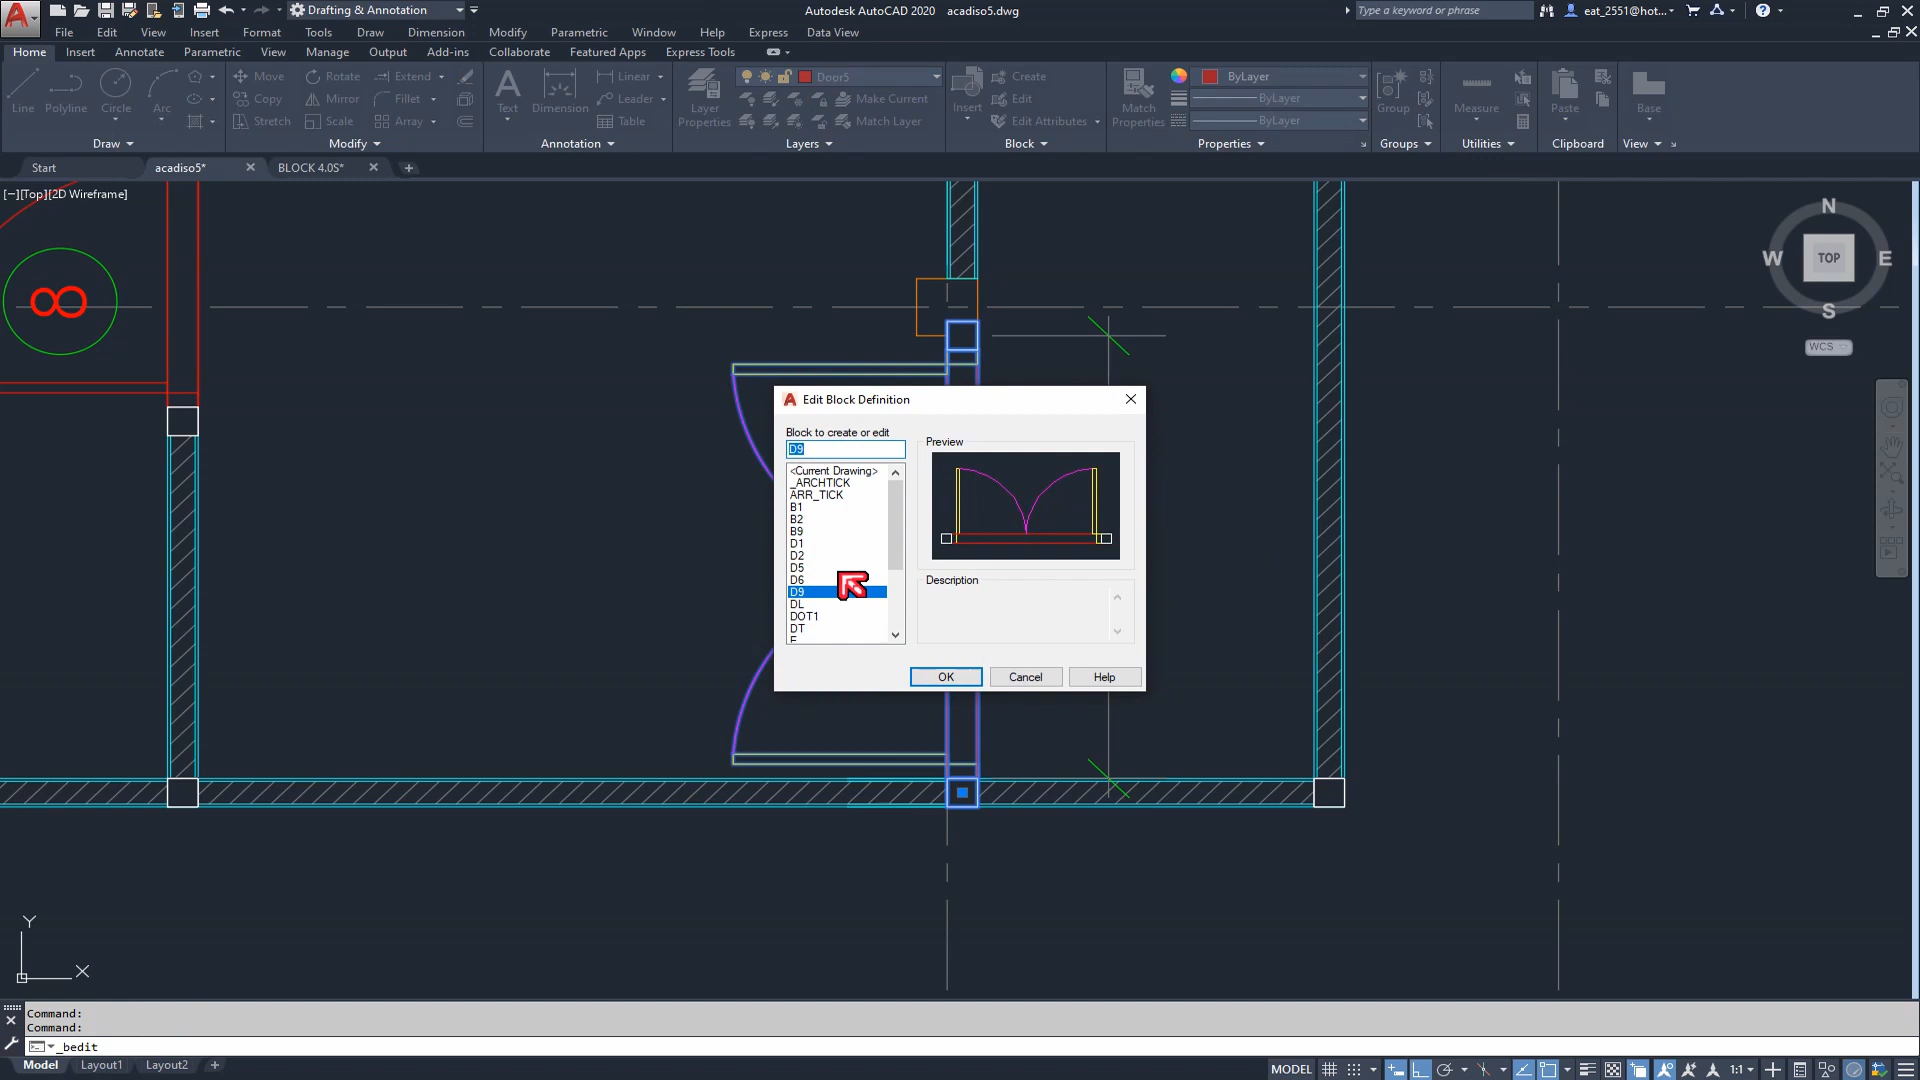 Drafting & Annotation
Autodesk AutoCAD 2020 acadiso5.dwg
Type a keyword or phrase
eat_2551@hot...
File Edit View Insert Format Tools Draw Dimension Modify Parametric Window Help Express Data View
Home Insert Annotate Parametric View Manage Output Add-ins Collaborate Featured Apps Express Tools
Line Polyline Circle Arc
Move Rotate Extend
Copy Mirror Fillet
Stretch Scale Array
Text Dimension
Linear
Leader
Table
Layer Properties
Door5
Make Current
Match Layer
Insert
Create
Edit
Edit Attributes
Match Properties
ByLayer
ByLayer
ByLayer
Group
Measure
Paste
Base
Draw Modify Annotation Layers Block Properties Groups Utilities Clipboard View
Start acadiso5* BLOCK 4.0S*
[−][Top][2D Wireframe]
N
W TOP E
S
WCS
8
Edit Block Definition
Block to create or edit
D9
<Current Drawing>
_ARCHTICK
ARR_TICK
B1
B2
B9
D1
D2
D5
D6
D9
DL
DOT1
DT
Preview
Description
OK Cancel Help
Y
X
Command:
Command:
_bedit
Model Layout1 Layout2 +
MODEL 1:1